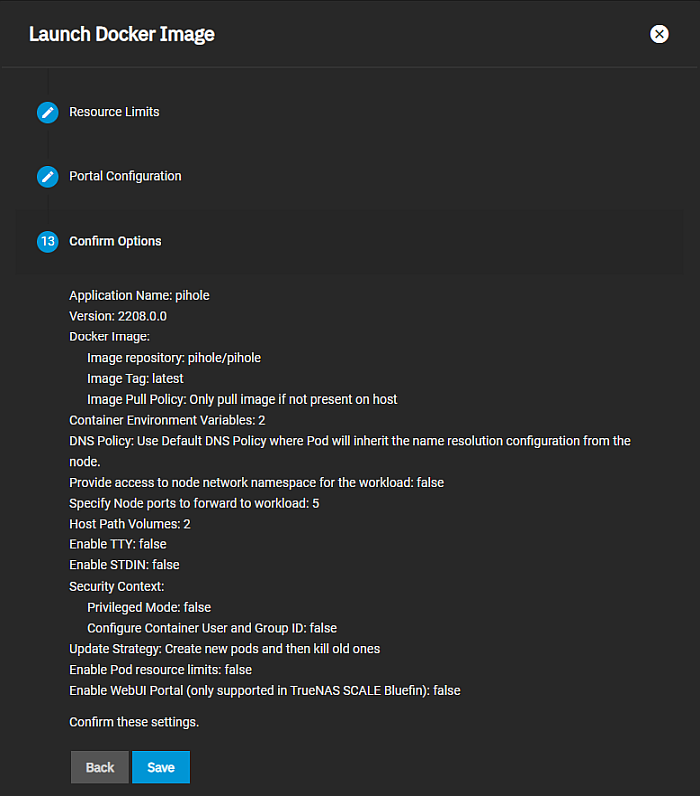 Launch Docker Image
Resource Limits
Portal Configuration
13 Confirm Options
Application Name: pihole
Version: 2208.0.0
Docker Image:
Image repository: pihole/pihole
Image Tag: latest
Image Pull Policy: Only pull image if not present on host
Container Environment Variables: 2
DNS Policy: Use Default DNS Policy where Pod will inherit the name resolution configuration from the
node.
Provide access to node network namespace for the workload: false
Specify Node ports to forward to workload: 5
Host Path Volumes: 2
Enable TTY: false
Enable STDIN: false
Security Context:
Privileged Mode: false
Configure Container User and Group ID: false
Update Strategy: Create new pods and then kill old ones
Enable Pod resource limits: false
Enable WebUI Portal (only supported in TrueNAS SCALE Bluefin): false
Confirm these settings.
Back Save